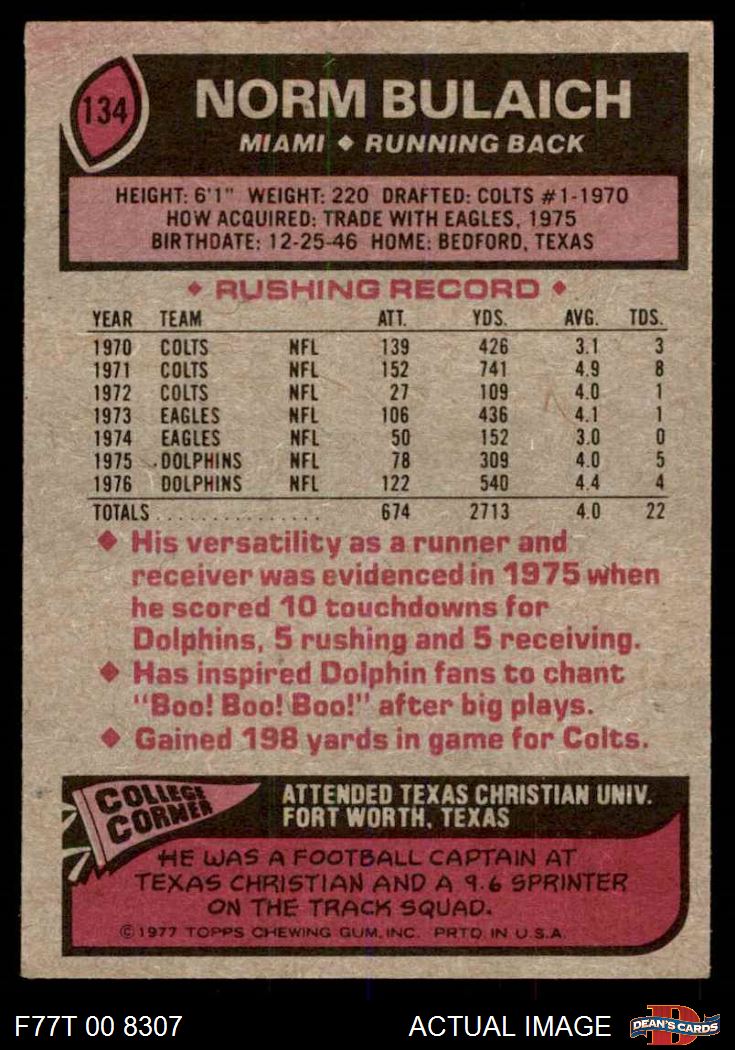 134
NORM BULAICH
MIAMI ◆ RUNNING BACK
HEIGHT: 6'1" WEIGHT: 220 DRAFTED: COLTS #1-1970
HOW ACQUIRED: TRADE WITH EAGLES, 1975
BIRTHDATE: 12-25-46 HOME: BEDFORD, TEXAS
◆ RUSHING RECORD ◆
YEAR TEAM ATT. YDS. AVG. TDS.
1970 COLTS NFL 139 426 3.1 3
1971 COLTS NFL 152 741 4.9 8
1972 COLTS NFL 27 109 4.0 1
1973 EAGLES NFL 106 436 4.1 1
1974 EAGLES NFL 50 152 3.0 0
1975 DOLPHINS NFL 78 309 4.0 5
1976 DOLPHINS NFL 122 540 4.4 4
TOTALS................ 674 2713 4.0 22
◆ His versatility as a runner and
receiver was evidenced in 1975 when
he scored 10 touchdowns for
Dolphins, 5 rushing and 5 receiving.
◆ Has inspired Dolphin fans to chant
"Boo! Boo! Boo!" after big plays.
◆ Gained 198 yards in game for Colts.
COLLEGE
CORNER
ATTENDED TEXAS CHRISTIAN UNIV.
FORT WORTH, TEXAS
HE WAS A FOOTBALL CAPTAIN AT
TEXAS CHRISTIAN AND A 9.6 SPRINTER
ON THE TRACK SQUAD.
©1977 TOPPS CHEWING GUM, INC. PRTD. IN U.S.A.
F77T 00 8307 ACTUAL IMAGE
DEAN'S CARDS